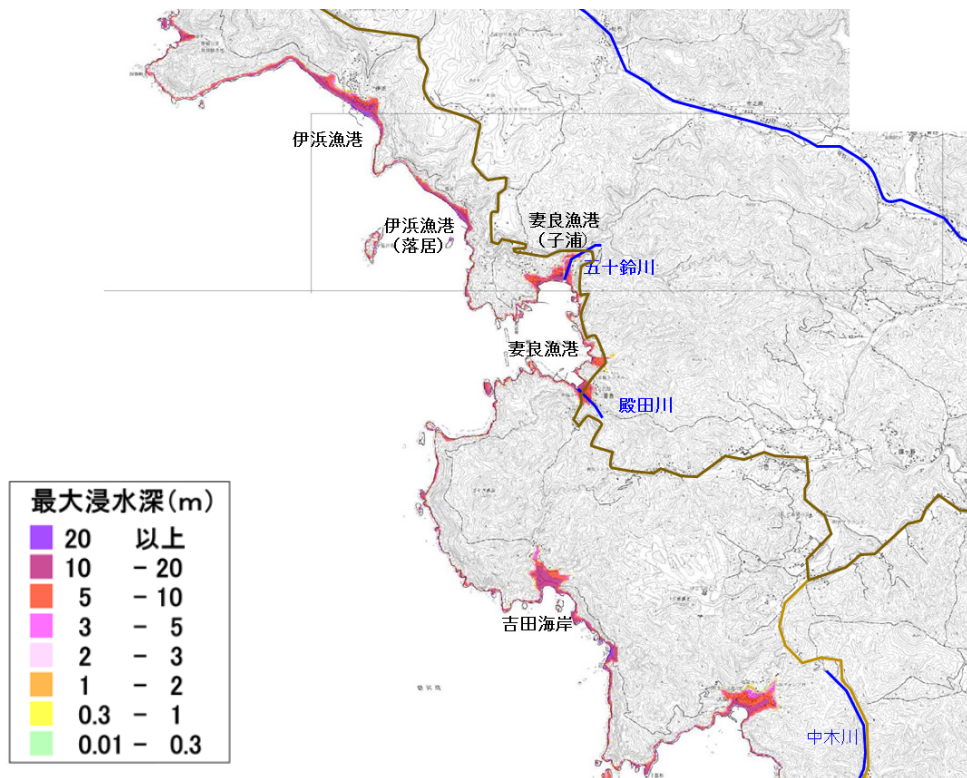 伊浜漁港
伊浜漁港
(落居)
妻良漁港
(子浦)
五十鈴川
妻良漁港
殿田川
吉田海岸
中木川
最大浸水深(m)
20 以上
10 - 20
5 - 10
3 - 5
2 - 3
1 - 2
0.3 - 1
0.01 - 0.3